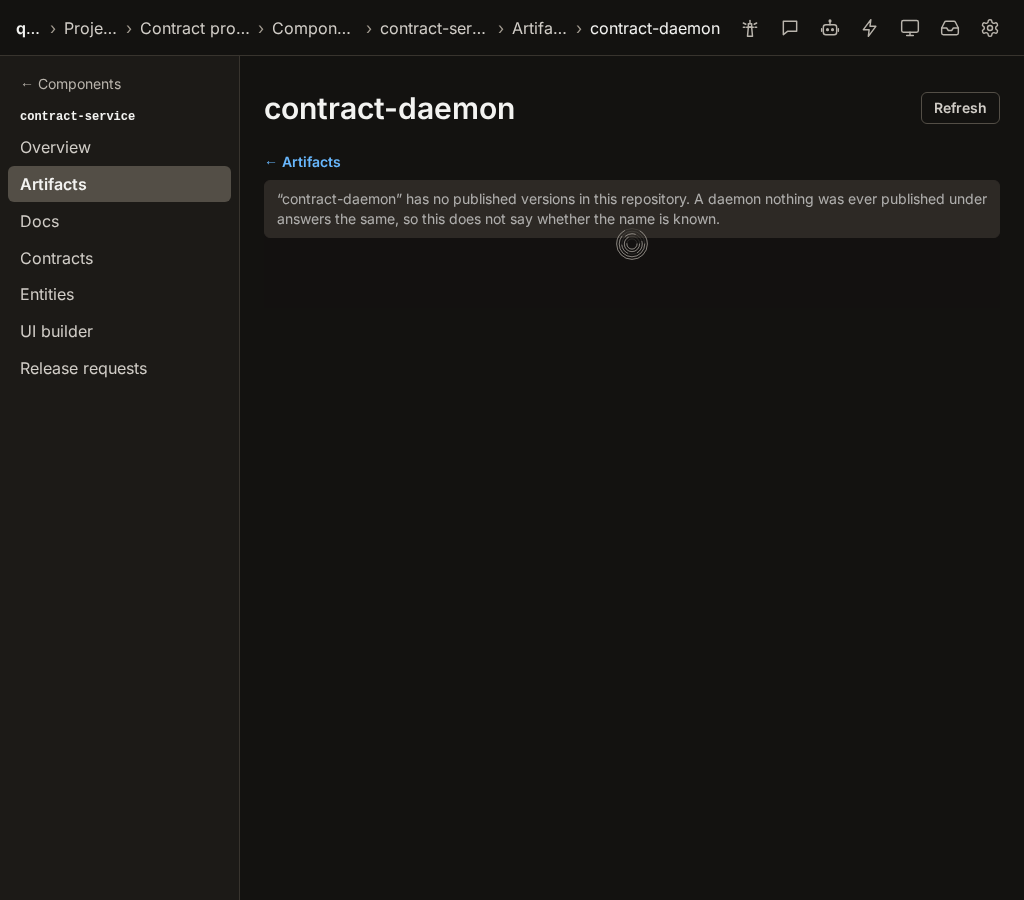 q... › Proje... › Contract pro... › Compon... › contract-ser... › Artifa... › contract-daemon
← Components
contract-service
Overview
Artifacts
Docs
Contracts
Entities
UI builder
Release requests
contract-daemon
Refresh
← Artifacts
“contract-daemon” has no published versions in this repository. A daemon nothing was ever published under
answers the same, so this does not say whether the name is known.